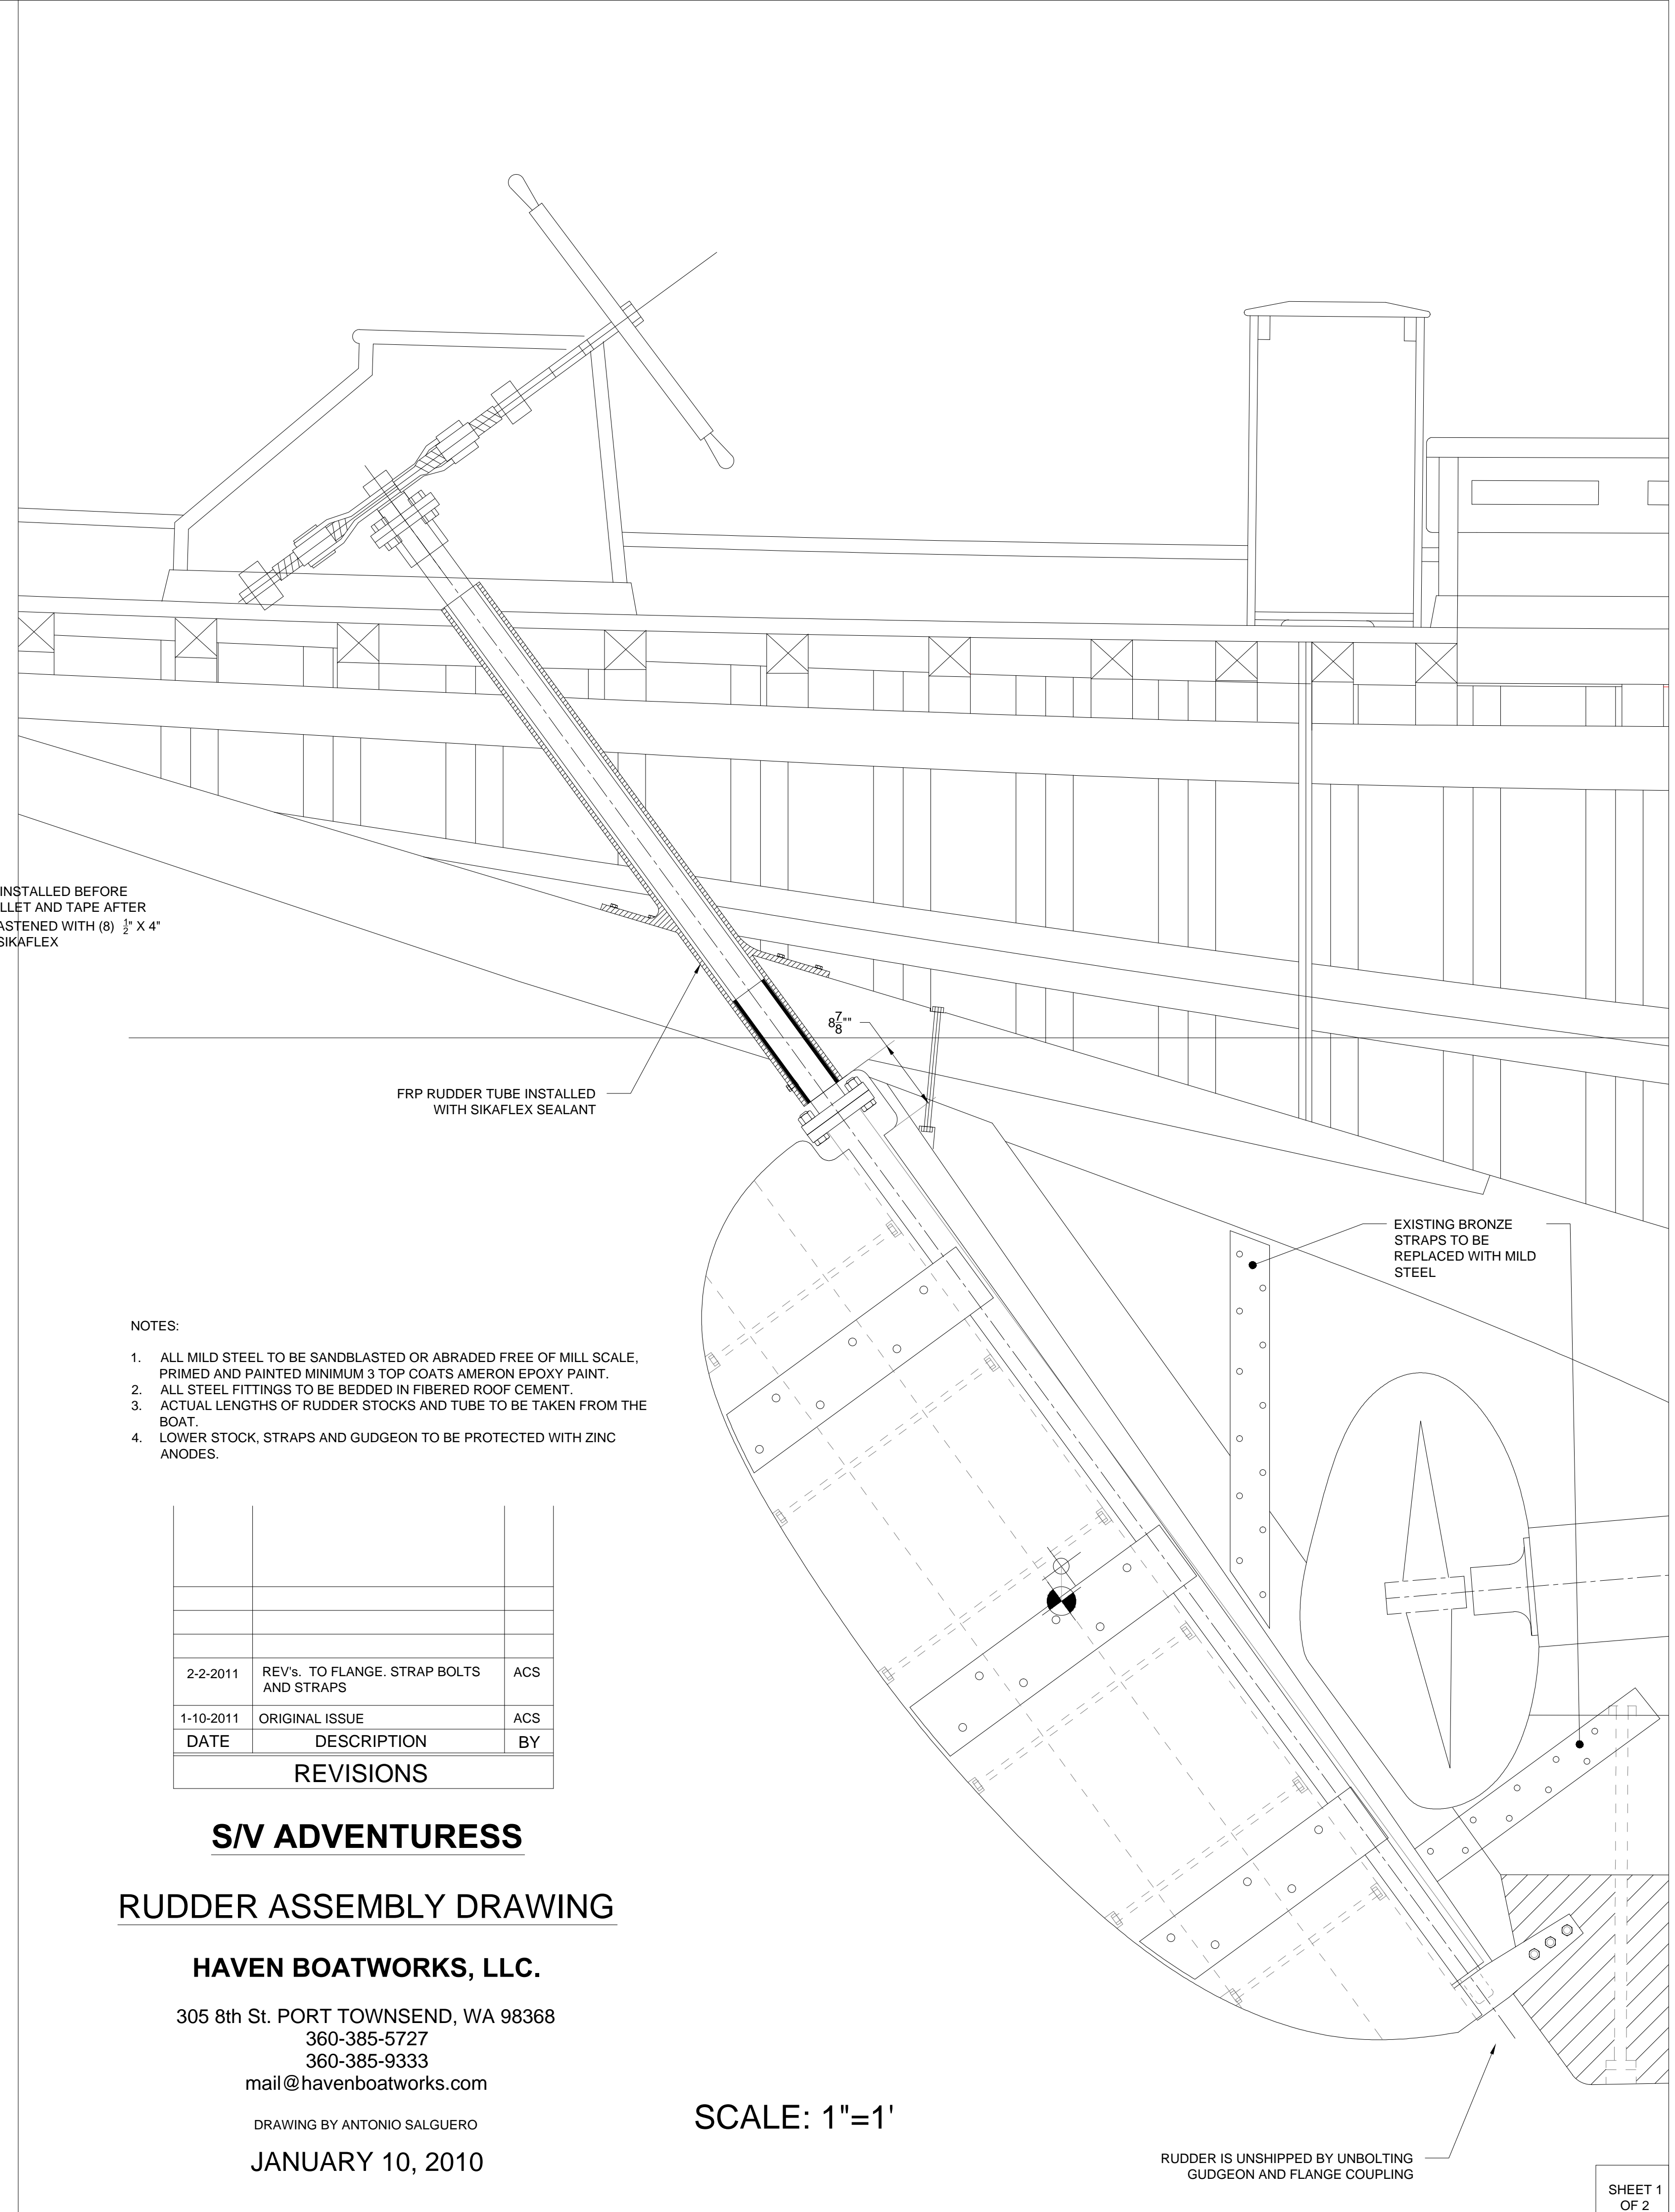 INSTALLED BEFORE
LLET AND TAPE AFTER
ASTENED WITH (8) 1/2" X 4"
SIKAFLEX
8 7/8""
FRP RUDDER TUBE INSTALLED
WITH SIKAFLEX SEALANT
EXISTING BRONZE
STRAPS TO BE
REPLACED WITH MILD
STEEL
NOTES:
1. ALL MILD STEEL TO BE SANDBLASTED OR ABRADED FREE OF MILL SCALE,
PRIMED AND PAINTED MINIMUM 3 TOP COATS AMERON EPOXY PAINT.
2. ALL STEEL FITTINGS TO BE BEDDED IN FIBERED ROOF CEMENT.
3. ACTUAL LENGTHS OF RUDDER STOCKS AND TUBE TO BE TAKEN FROM THE
BOAT.
4. LOWER STOCK, STRAPS AND GUDGEON TO BE PROTECTED WITH ZINC
ANODES.
2-2-2011 REV's. TO FLANGE. STRAP BOLTS ACS
AND STRAPS
1-10-2011 ORIGINAL ISSUE ACS
DATE DESCRIPTION BY
REVISIONS
S/V ADVENTURESS
RUDDER ASSEMBLY DRAWING
HAVEN BOATWORKS, LLC.
305 8th St. PORT TOWNSEND, WA 98368
360-385-5727
360-385-9333
mail@havenboatworks.com
DRAWING BY ANTONIO SALGUERO
JANUARY 10, 2010
SCALE: 1"=1'
RUDDER IS UNSHIPPED BY UNBOLTING
GUDGEON AND FLANGE COUPLING
SHEET 1
OF 2